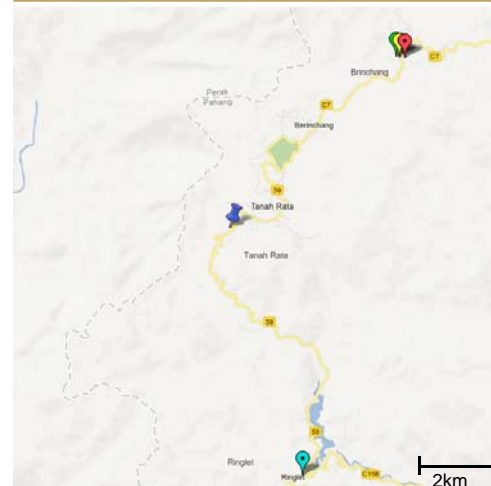 Brinchang
C7
Perak
Pahang
C7
Berinchang
59
Tanah Rata
Tanah Rata
59
59
Ringlet
Ringlet
C156
2km